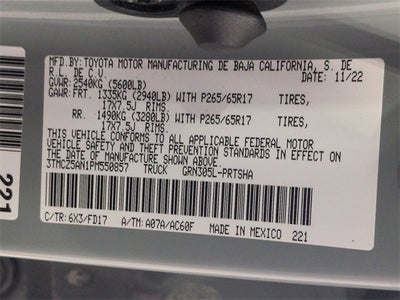 MFD.BY:TOYOTA MOTOR MANUFACTURING DE BAJA CALIFORNIA, S. DE
R.L. DE C.V. 11/22
GVWR:2540KG(5600LB)
GAWR:FRT. 1335KG(2940LB)WITH P265/65R17 TIRES,
17X7.5J RIMS,
RR. 1490KG(3280LB)WITH P265/65R17 TIRES,
17X7.5J RIMS.
THIS VEHICLE CONFORMS TO ALL APPLICABLE FEDERAL MOTOR
VEHICLE SAFETY AND THEFT PREVENTION STANDARDS IN EFFECT
ON THE DATE OF MANUFACTURE SHOWN ABOVE.
3TMCZ5AN1PM550857 TRUCK GRN305L-PRTSHA
C/TR:6X3/FD17 A/TM:A07A/AC60F MADE IN MEXICO 221
221